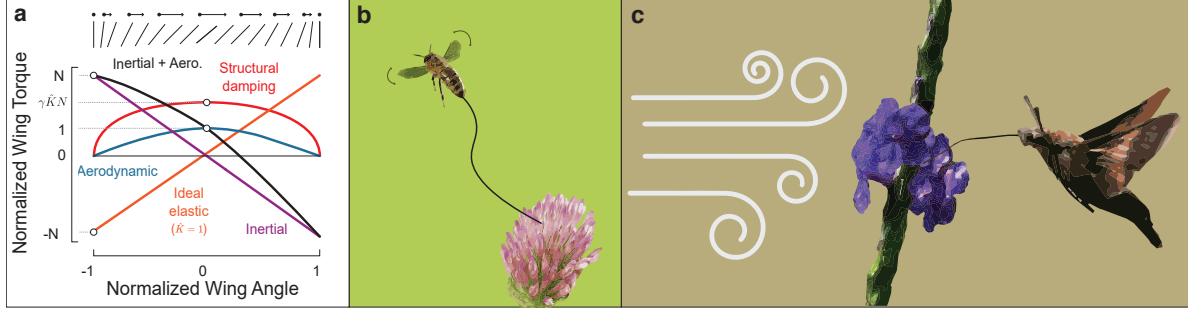 a
Inertial + Aero.
Structural
damping
N
γK̂N
1
0
-N
Aerodynamic
Ideal
elastic
(K̂ = 1)
Inertial
Normalized Wing Torque
-1
0
1
Normalized Wing Angle
b
c